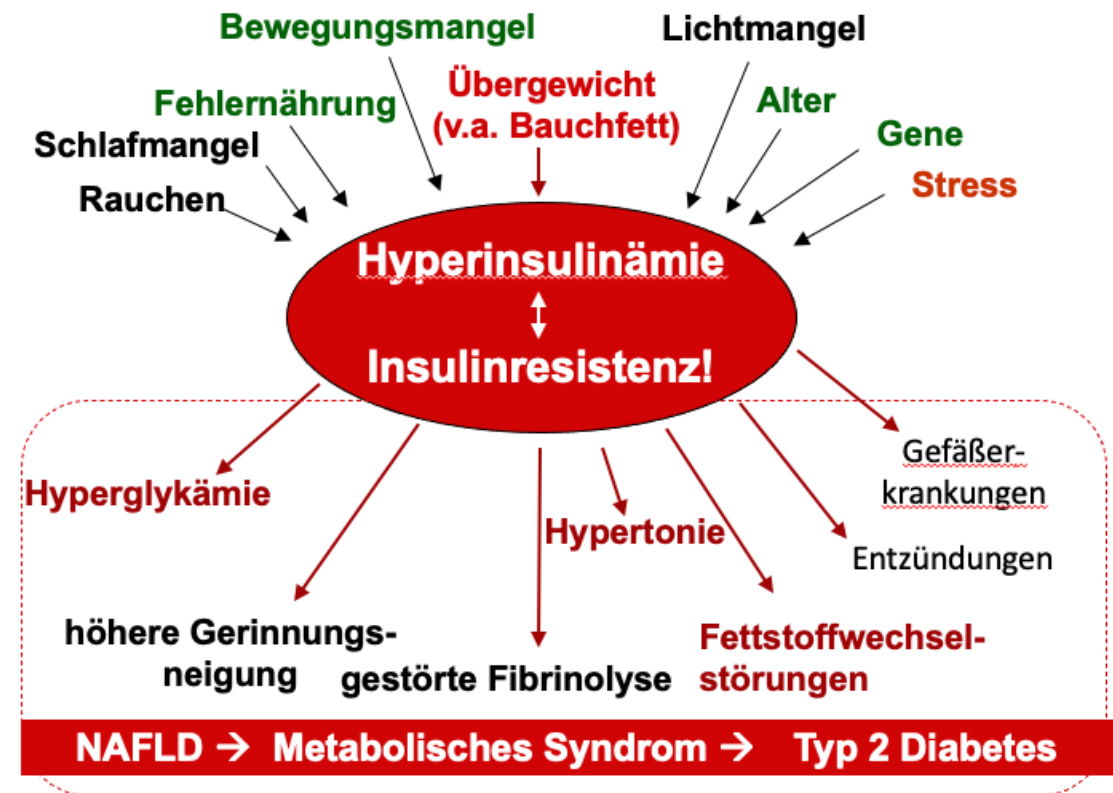 Bewegungsmangel
Lichtmangel
Übergewicht
(v.a. Bauchfett)
Fehlernährung
Alter
Schlafmangel
Gene
Rauchen
Stress
Hyperinsulinämie
Insulinresistenz!
Hyperglykämie
Gefäßer-
krankungen
Hypertonie
Entzündungen
höhere Gerinnungs-
neigung
gestörte Fibrinolyse
Fettstoffwechsel-
störungen
NAFLD → Metabolisches Syndrom → Typ 2 Diabetes